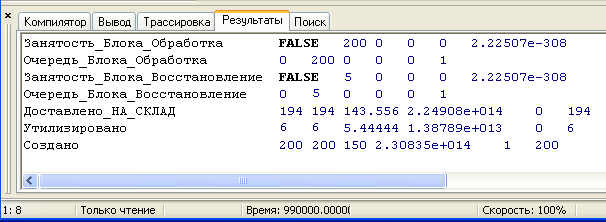 Компилятор Вывод Трассировка Результаты Поиск
Занятость_Блока_Обработка FALSE 200 0 0 0 2.22507e-308
Очередь_Блока_Обработка 0 200 0 0 0 1
Занятость_Блока_Восстановление FALSE 5 0 0 0 2.22507e-308
Очередь_Блока_Восстановление 0 5 0 0 0 1
Доставлено_НА_СКЛАД 194 194 143.556 2.24908e+014 0 194
Утилизировано 6 6 5.44444 1.38789e+013 0 6
Создано 200 200 150 2.30835e+014 1 200
1: 8 Только чтение Время: 990000.0000 Скорость: 100%